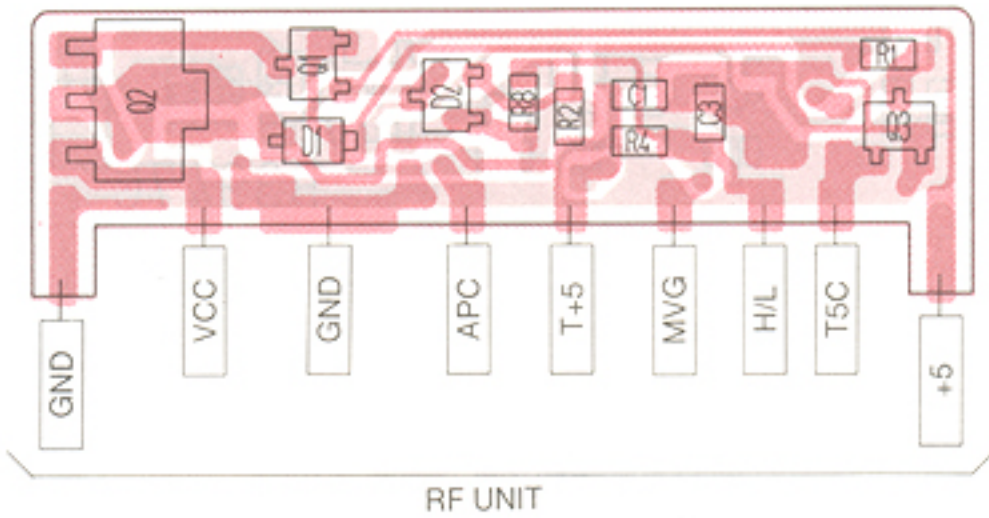 Q2
Q1
D1
D2
R8
R2
C1
R4
C3
R1
Q3
GND
VCC
GND
APC
T+5
MVG
H/L
T5C
+5
RF UNIT